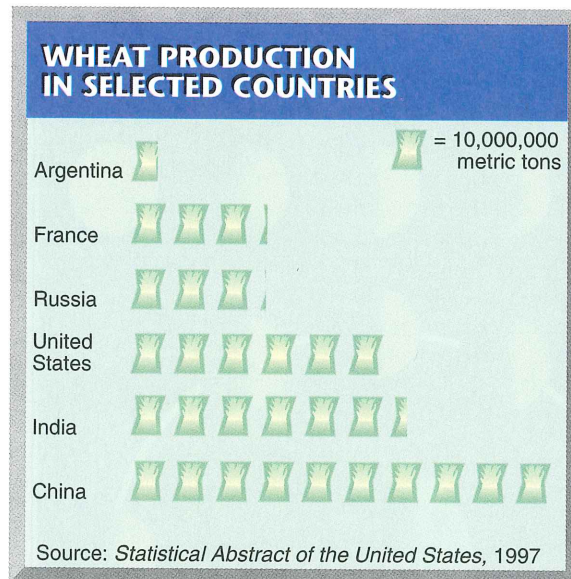 WHEAT PRODUCTION
IN SELECTED COUNTRIES
= 10,000,000
metric tons
Argentina
France
Russia
United
States
India
China
Source: Statistical Abstract of the United States, 1997